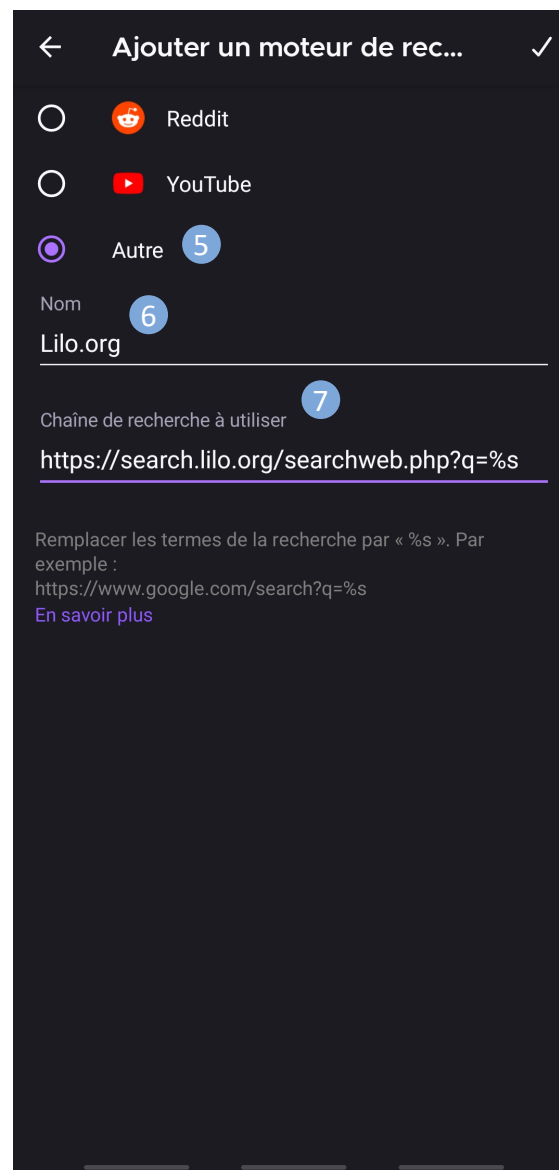 Ajouter un moteur de rec...
Reddit
YouTube
Autre 5
Nom
6
Lilo.org
7
Chaîne de recherche à utiliser
https://search.lilo.org/searchweb.php?q=%s
Remplacer les termes de la recherche par « %s ». Par
exemple :
https://www.google.com/search?q=%s
En savoir plus